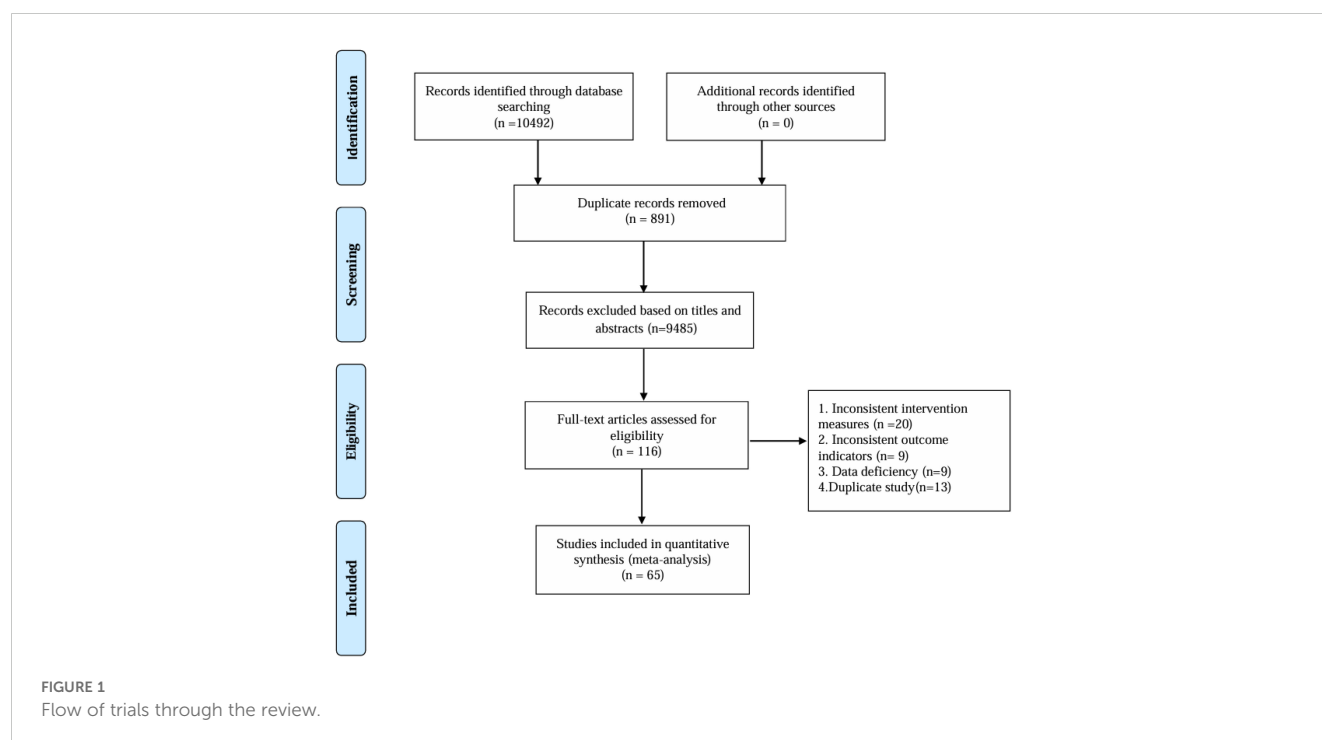 Identification
Records identified through database
searching
(n =10492)
Additional records identified
through other sources
(n = 0)
Duplicate records removed
(n = 891)
Screening
Records excluded based on titles and
abstracts (n=9485)
Eligibility
Full-text articles assessed for
eligibility
(n = 116)
1. Inconsistent intervention
measures (n =20)
2. Inconsistent outcome
indicators (n= 9)
3. Data deficiency (n=9)
4.Duplicate study(n=13)
Included
Studies included in quantitative
synthesis (meta-analysis)
(n = 65)
FIGURE 1
Flow of trials through the review.